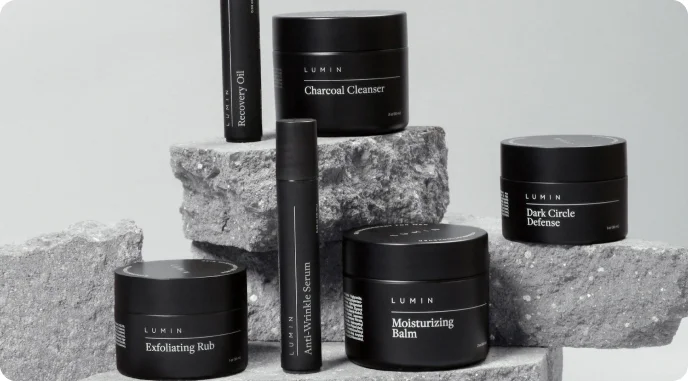 LUMIN
Recovery Oil
LUMIN
Charcoal Cleanser
LUMIN
Dark Circle
Defense
LUMIN
Anti-Wrinkle Serum
LUMIN
Moisturizing
Balm
LUMIN
Exfoliating Rub